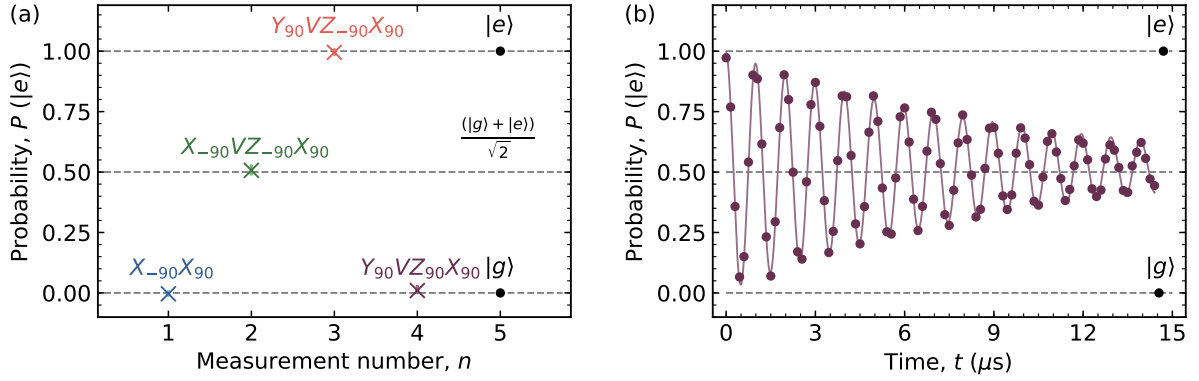 (a)
Y₉₀VZ₋₉₀X₉₀
|e⟩
1.00
0.75
0.50
0.25
0.00
Probability, P (|e⟩)
X₋₉₀VZ₋₉₀X₉₀
(|g⟩ + |e⟩)
√2
X₋₉₀X₉₀
Y₉₀VZ₉₀X₉₀
|g⟩
1 2 3 4 5
Measurement number, n
(b)
|e⟩
1.00
0.75
0.50
0.25
0.00
Probability, P (|e⟩)
|g⟩
0 3 6 9 12 15
Time, t (μs)